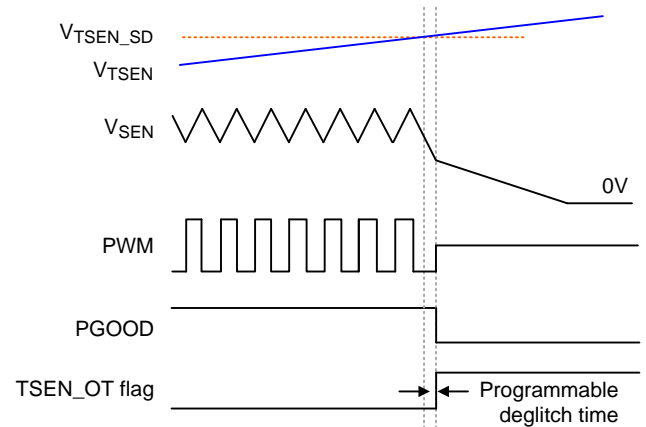 VTSEN_SD
VTSEN
VSEN
0V
PWM
PGOOD
TSEN_OT flag
Programmable
deglitch time